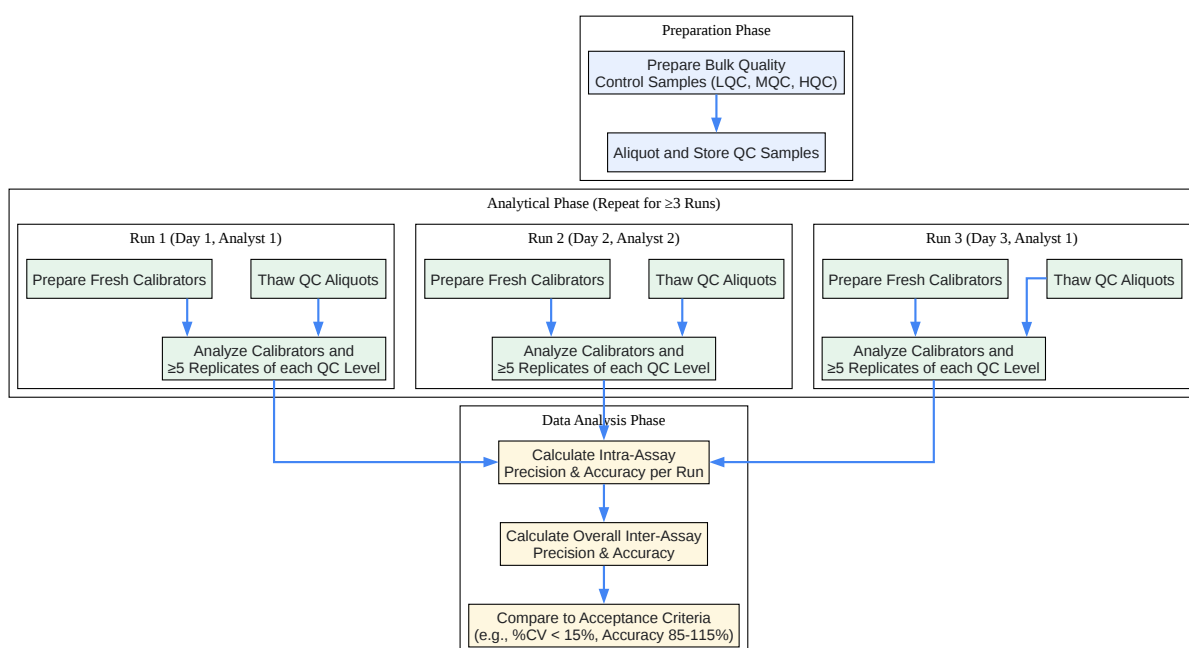 Preparation Phase
Prepare Bulk Quality
Control Samples (LQC, MQC, HQC)
Aliquot and Store QC Samples
Analytical Phase (Repeat for ≥3 Runs)
Run 1 (Day 1, Analyst 1)
Prepare Fresh Calibrators
Thaw QC Aliquots
Analyze Calibrators and
≥5 Replicates of each QC Level
Run 2 (Day 2, Analyst 2)
Prepare Fresh Calibrators
Thaw QC Aliquots
Analyze Calibrators and
≥5 Replicates of each QC Level
Run 3 (Day 3, Analyst 1)
Prepare Fresh Calibrators
Thaw QC Aliquots
Analyze Calibrators and
≥5 Replicates of each QC Level
Data Analysis Phase
Calculate Intra-Assay
Precision & Accuracy per Run
Calculate Overall Inter-Assay
Precision & Accuracy
Compare to Acceptance Criteria
(e.g., %CV < 15%, Accuracy 85-115%)